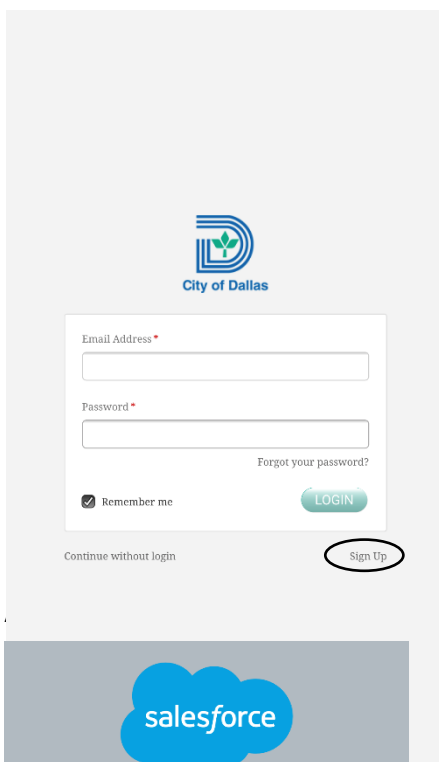 City of Dallas
Email Address *
Password *
Forgot your password?
Remember me
LOGIN
Continue without login
Sign Up
salesforce